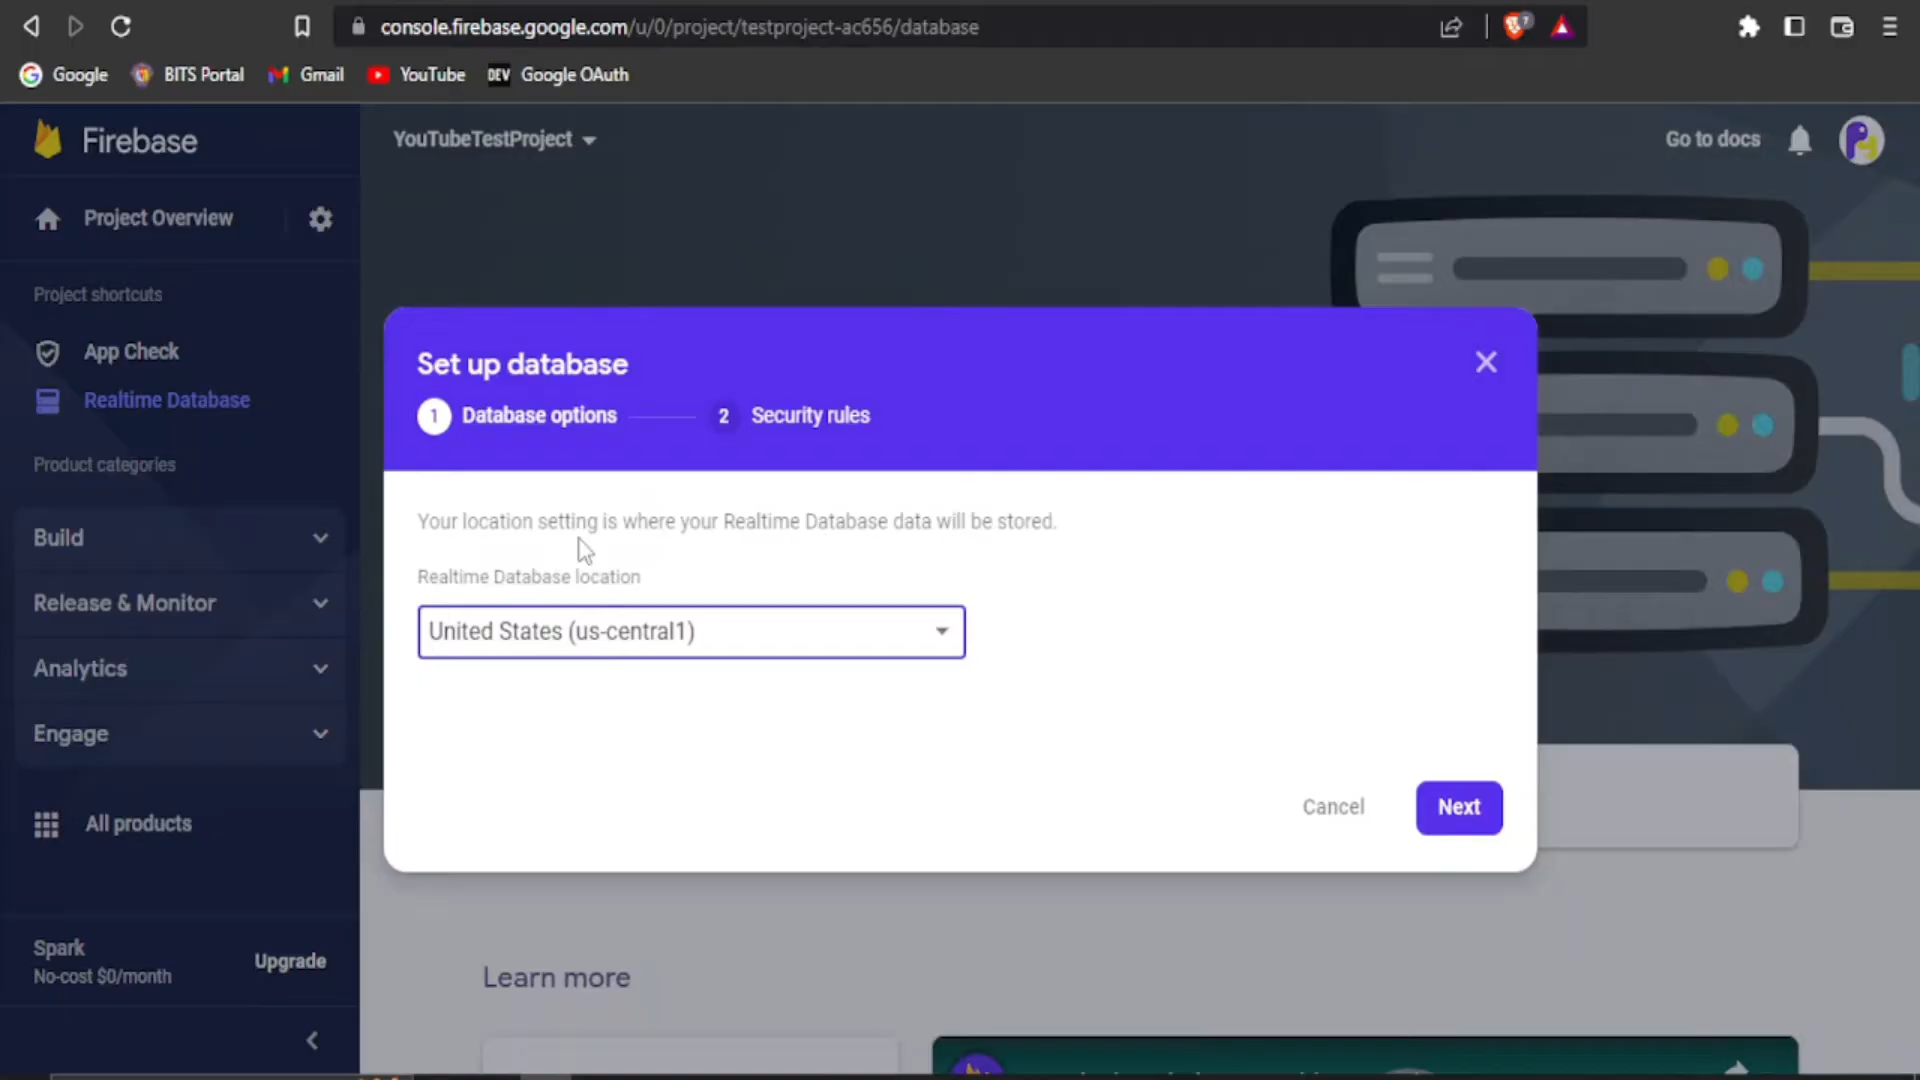 console.firebase.google.com/u/0/project/testproject-ac656/database
7
Google
BITS Portal
Gmail
YouTube
DEV
Google OAuth
Firebase
YouTubeTestProject
Go to docs
Project Overview
Project shortcuts
App Check
Realtime Database
Product categories
Build
Release & Monitor
Analytics
Engage
All products
Spark
No-cost $0/month
Upgrade
Set up database
1 Database options
2 Security rules
Your location setting is where your Realtime Database data will be stored.
Realtime Database location
United States (us-central1)
Cancel
Next
Learn more